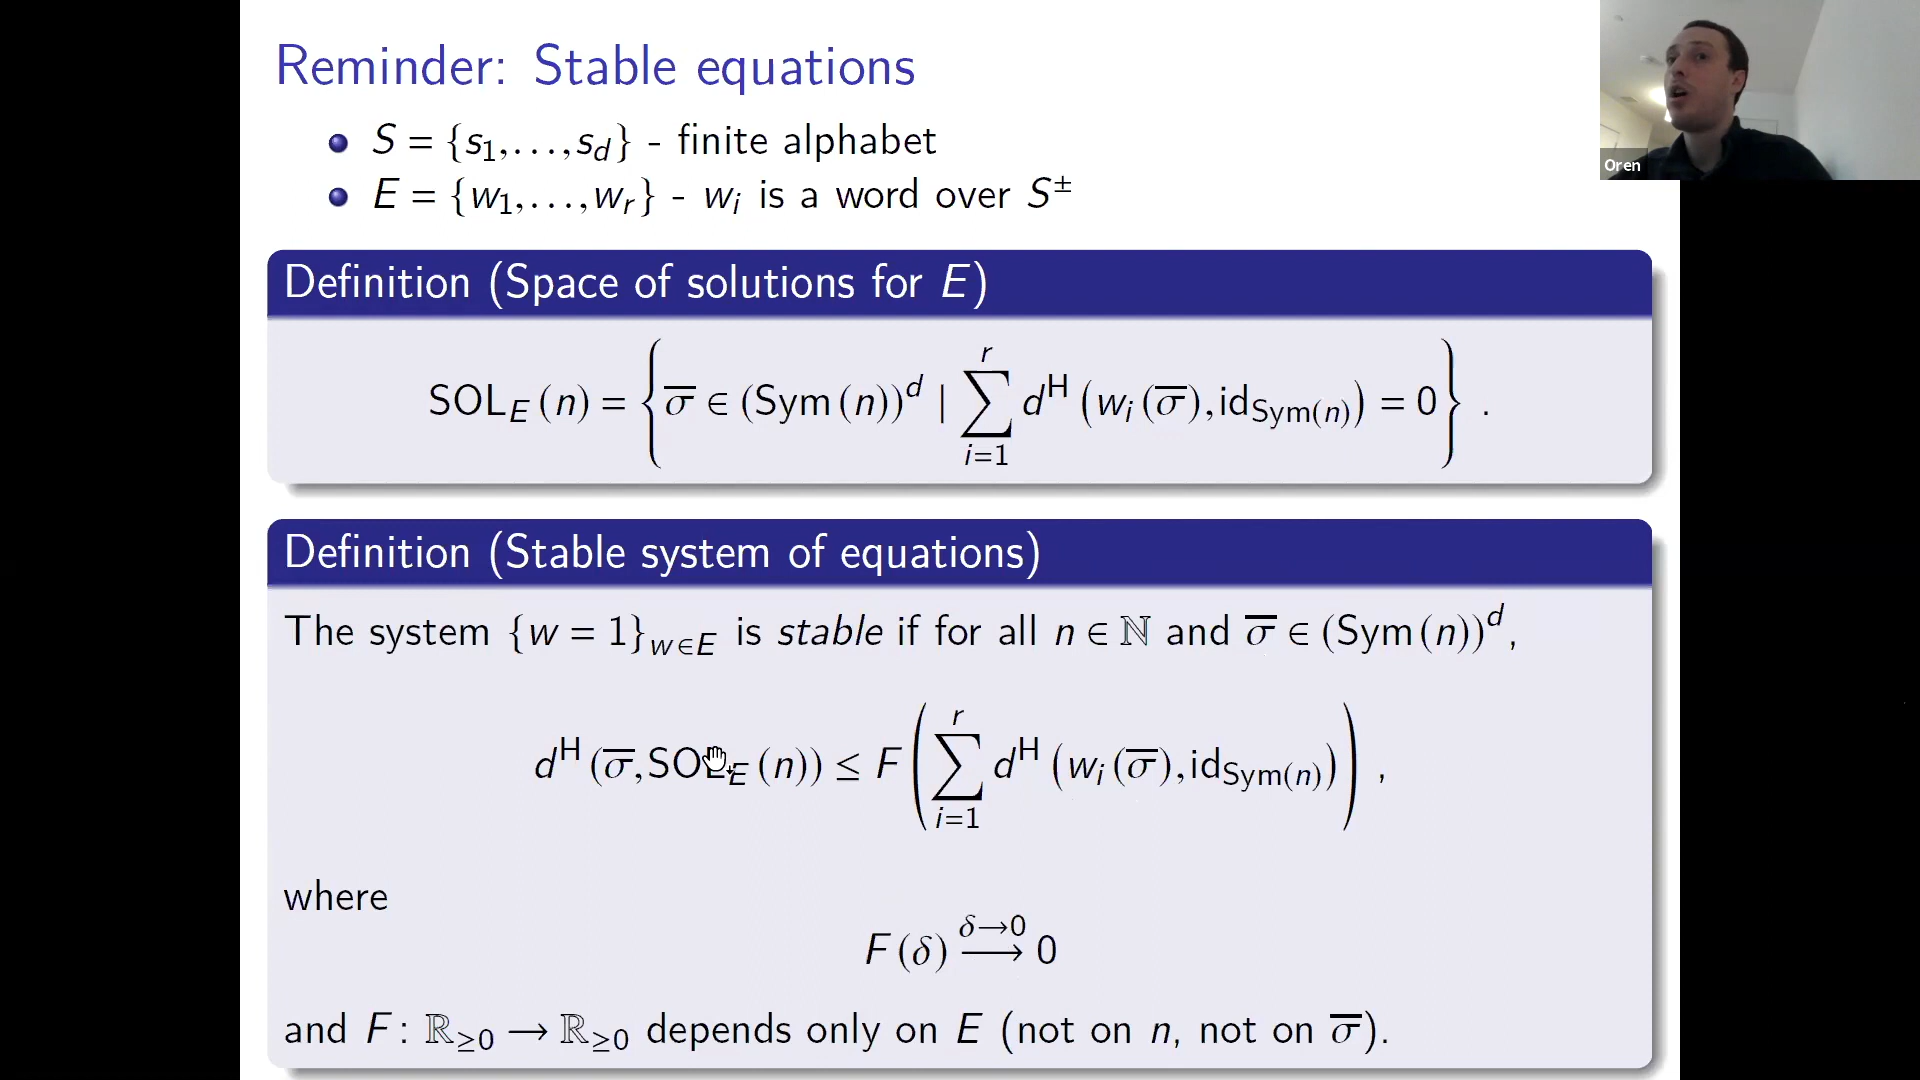 Reminder: Stable equations
S = {s₁,…,s_d} - finite alphabet
E = {w₁,…,w_r} - w_i is a word over S^±
Oren
Definition (Space of solutions for E)
SOL_E (n) = { σ̅ ∈ (Sym (n))^d | ∑_{i=1}^{r} d^H (w_i (σ̅), id_{Sym(n)}) = 0 } .
Definition (Stable system of equations)
The system {w = 1}_{w∈E} is stable if for all n ∈ ℕ and σ̅ ∈ (Sym (n))^d,
d^H (σ̅, SOL_E (n)) ≤ F ( ∑_{i=1}^{r} d^H (w_i (σ̅), id_{Sym(n)}) ) ,
where
F (δ) ⟶^{δ→0} 0
and F : ℝ_{≥0} → ℝ_{≥0} depends only on E (not on n, not on σ̅).